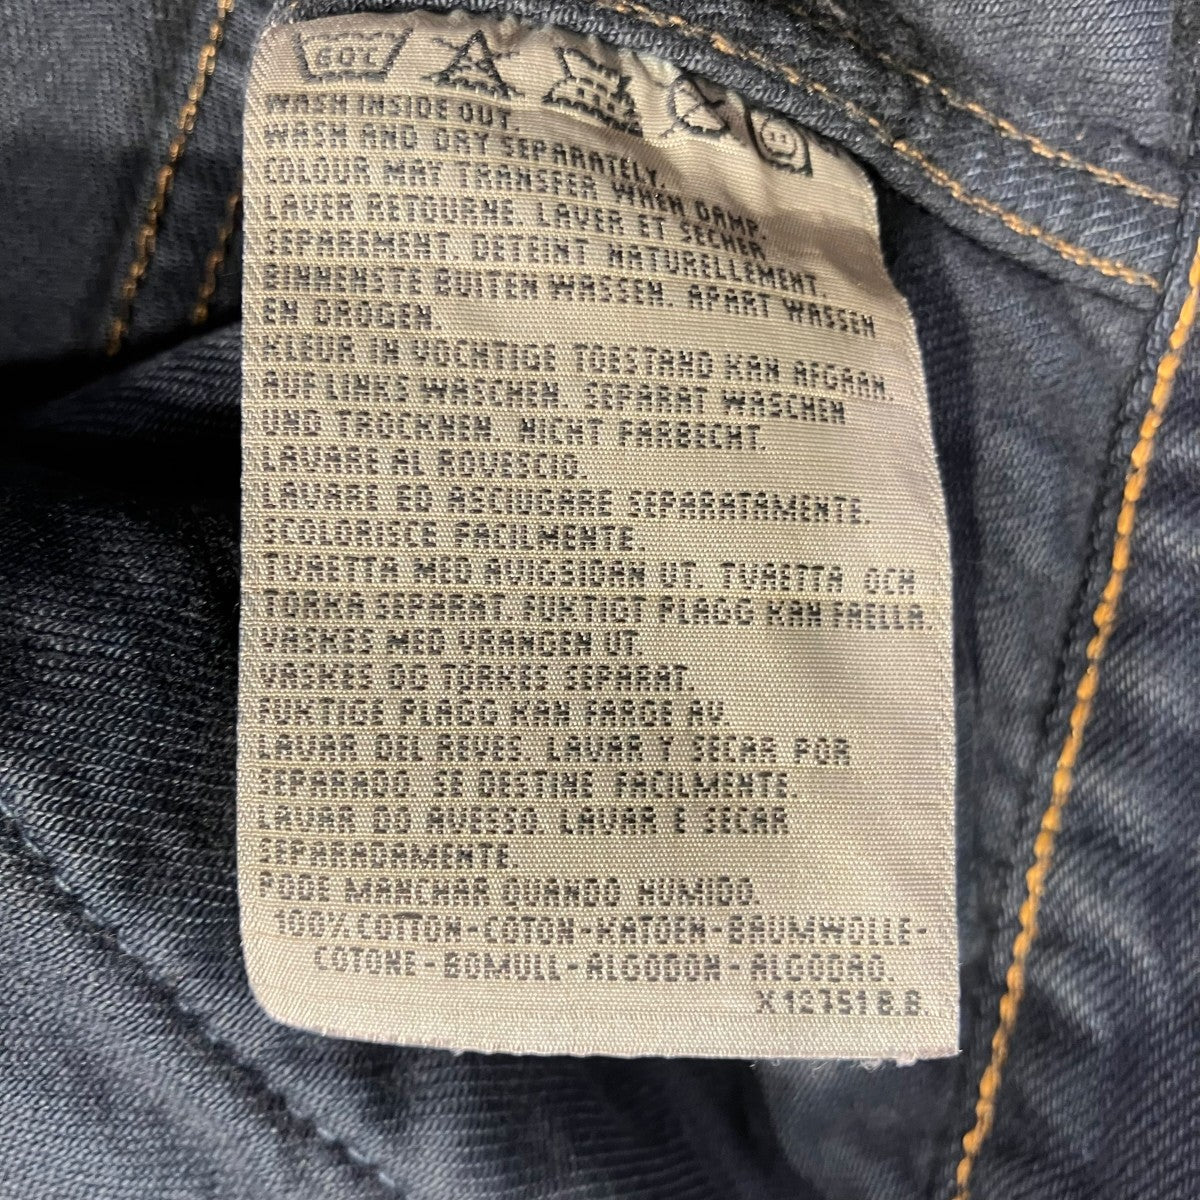 60
WASH INSIDE OUT.
WASH AND DRY SEPARATELY.
COLOUR MAY TRANSFER WHEN DAMP.
LAVER RETOURNE. LAVER ET SECHER
SEPAREMENT. DETEINT NATURELLEMENT.
BINNENSTE BUITEN WASSEN. APART WASSEN
EN DROGEN.
KLEUR IN VOCHTIGE TOESTAND KAN AFGAAN.
AUF LINKS WASCHEN. SEPARAT WASCHEN
UND TROCKNEN. NICHT FARBECHT.
LAVARE AL ROVESCIO.
LAVARE ED ASCIUGARE SEPARATAMENTE.
SCOLORISCE FACILMENTE.
TVAETTA MED AVIGSIDAN UT. TVAETTA OCH
TORKA SEPARAT. FUKTIGT PLAGG KAN FAELLA.
VASKES MED VRANGEN UT.
VASKES OG TØRKES SEPARAT.
FUKTIGE PLAGG KAN FARGE AV.
LAVAR DEL REVES. LAVAR Y SECAR POR
SEPARADO. SE DESTINE FACILMENTE.
LAVAR DO AVESSO. LAVAR E SECAR
SEPARADAMENTE.
PODE MANCHAR QUANDO HUMIDO.
100% COTTON-COTON-KATOEN-BAUMWOLLE-
COTONE-BOMULL-ALGODON-ALGODAO.
X 12751 B.B.